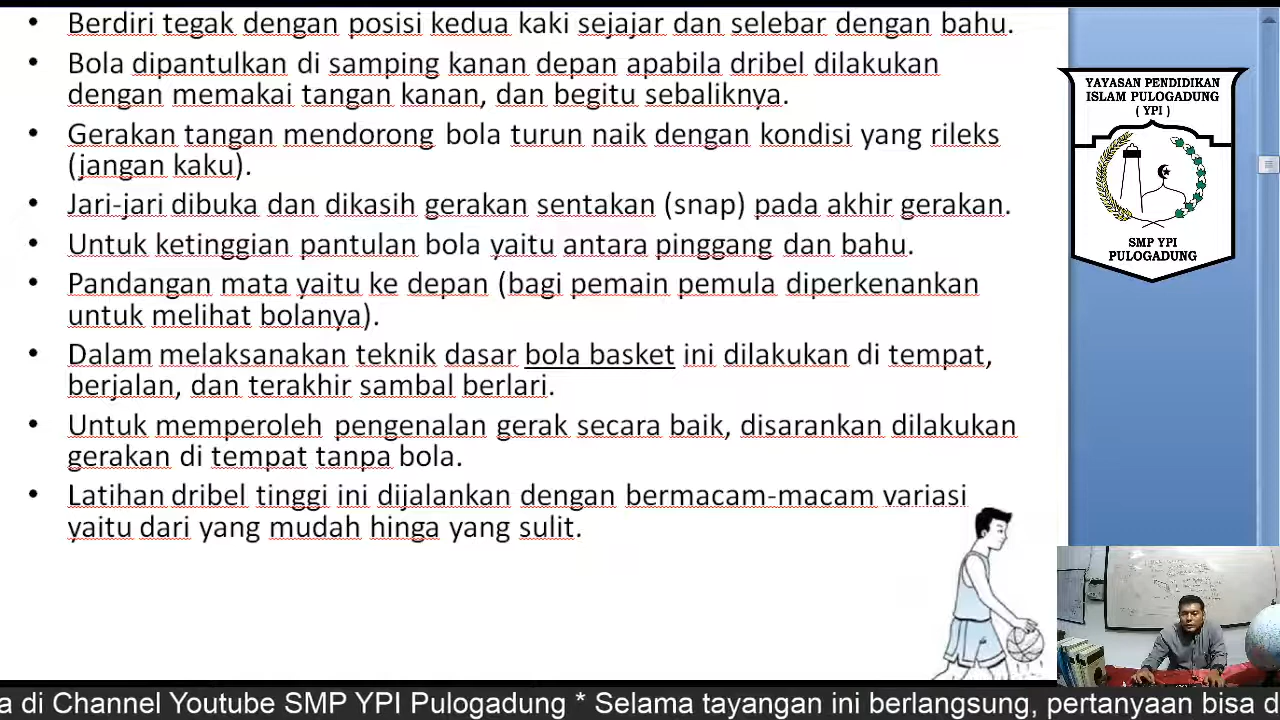 • Berdiri tegak dengan posisi kedua kaki sejajar dan selebar dengan bahu.
• Bola dipantulkan di samping kanan depan apabila dribel dilakukan
dengan memakai tangan kanan, dan begitu sebaliknya.
• Gerakan tangan mendorong bola turun naik dengan kondisi yang rileks
(jangan kaku).
• Jari-jari dibuka dan dikasih gerakan sentakan (snap) pada akhir gerakan.
• Untuk ketinggian pantulan bola yaitu antara pinggang dan bahu.
• Pandangan mata yaitu ke depan (bagi pemain pemula diperkenankan
untuk melihat bolanya).
• Dalam melaksanakan teknik dasar bola basket ini dilakukan di tempat,
berjalan, dan terakhir sambal berlari.
• Untuk memperoleh pengenalan gerak secara baik, disarankan dilakukan
gerakan di tempat tanpa bola.
• Latihan dribel tinggi ini dijalankan dengan bermacam-macam variasi
yaitu dari yang mudah hinga yang sulit.
YAYASAN PENDIDIKAN
ISLAM PULOGADUNG
( YPI )
SMP YPI
PULOGADUNG
a di Channel Youtube SMP YPI Pulogadung * Selama tayangan ini berlangsung, pertanyaan bisa d